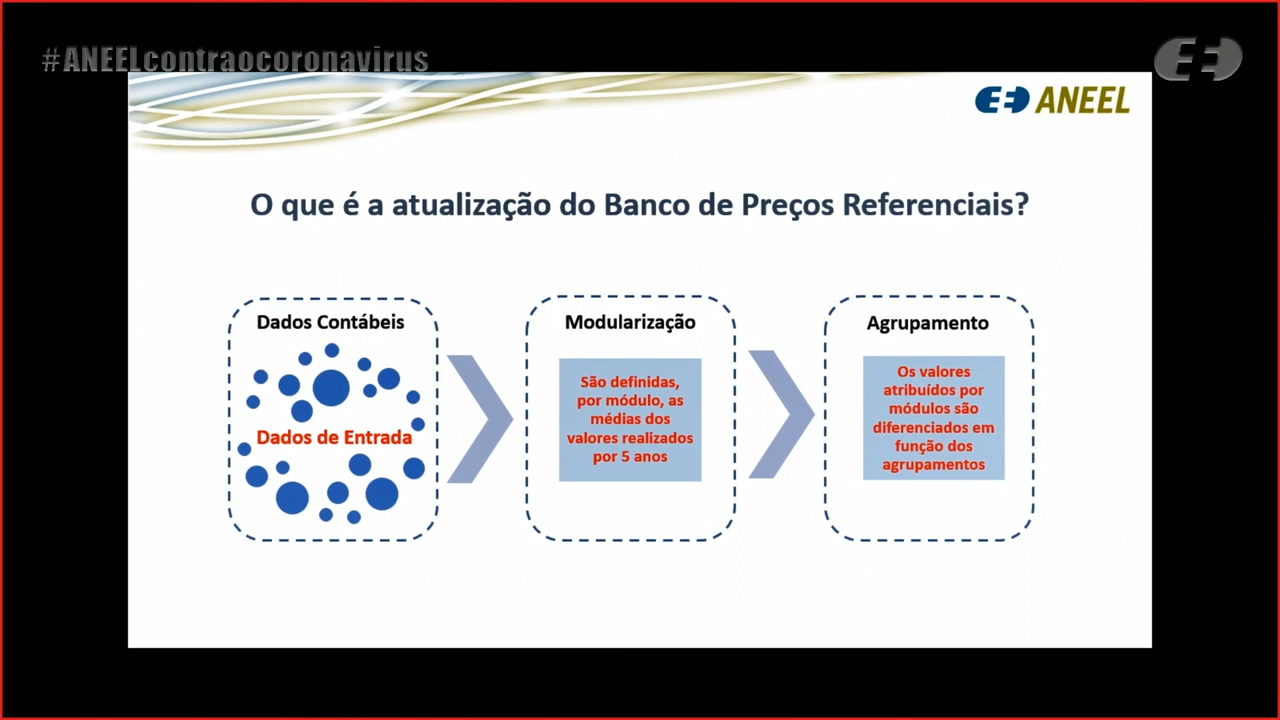 #ANEELcontraocoronavirus
ANEEL
O que é a atualização do Banco de Preços Referenciais?
Dados Contábeis
Dados de Entrada
Modularização
São definidas,
por módulo, as
médias dos
valores realizados
por 5 anos
Agrupamento
Os valores
atribuídos por
módulos são
diferenciados em
função dos
agrupamentos